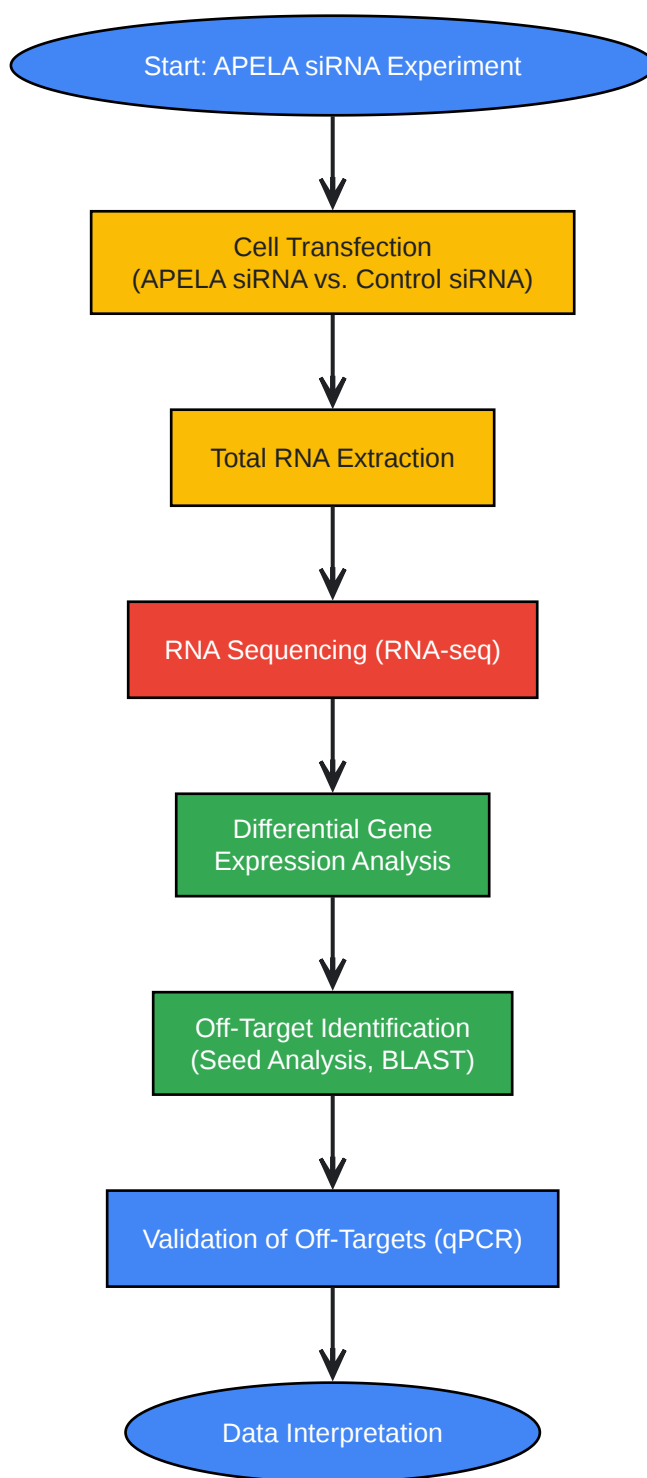 Start: APELA siRNA Experiment
Cell Transfection
(APELA siRNA vs. Control siRNA)
Total RNA Extraction
RNA Sequencing (RNA-seq)
Differential Gene
Expression Analysis
Off-Target Identification
(Seed Analysis, BLAST)
Validation of Off-Targets (qPCR)
Data Interpretation